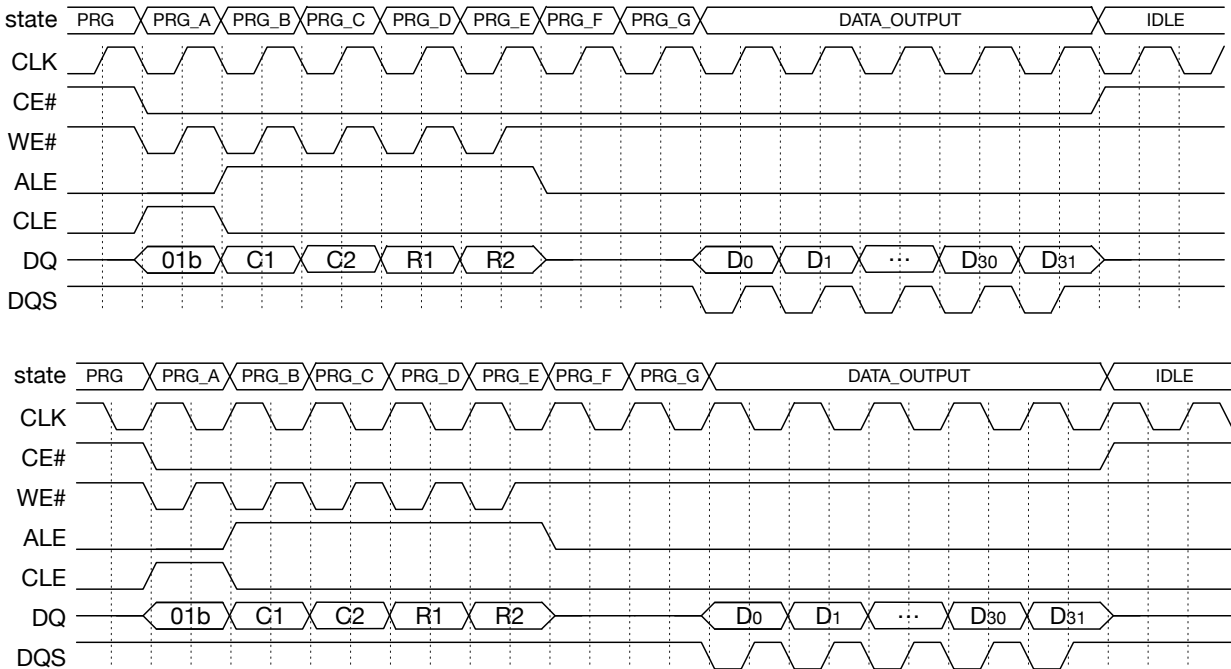 state PRG PRG_A PRG_B PRG_C PRG_D PRG_E PRG_F PRG_G DATA_OUTPUT IDLE
CLK
CE#
WE#
ALE
CLE
DQ 01b C1 C2 R1 R2 D0 D1 ... D30 D31
DQS
state PRG PRG_A PRG_B PRG_C PRG_D PRG_E PRG_F PRG_G DATA_OUTPUT IDLE
CLK
CE#
WE#
ALE
CLE
DQ 01b C1 C2 R1 R2 D0 D1 ... D30 D31
DQS